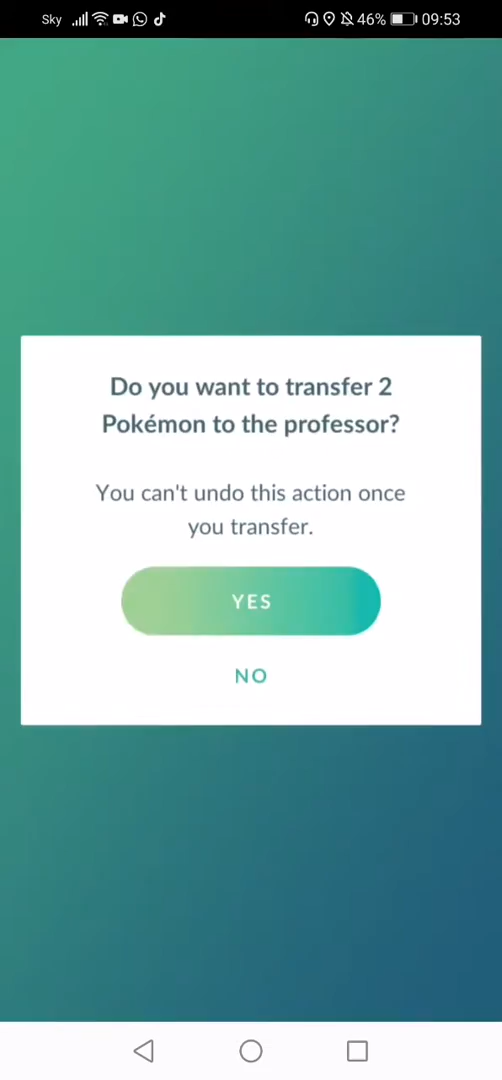 Sky 46% 09:53
Do you want to transfer 2
Pokémon to the professor?
You can't undo this action once
you transfer.
YES
NO